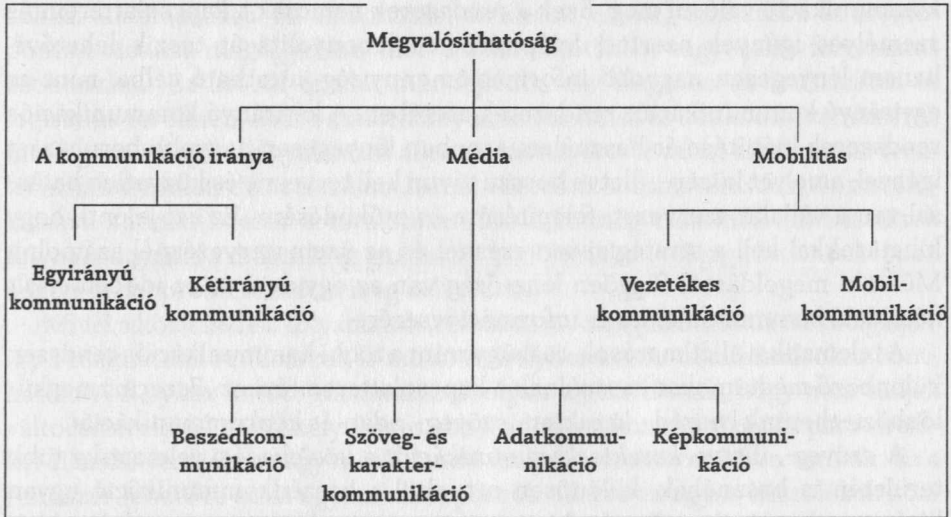 Megvalósíthatóság
A kommunikáció iránya
Média
Mobilitás
Egyirányú
kommunikáció
Kétirányú
kommunikáció
Vezetékes
kommunikáció
Mobil-
kommunikáció
Beszédkom-
munikáció
Szöveg- és
karakter-
kommunikáció
Adatkommu-
nikáció
Képkommuni-
káció